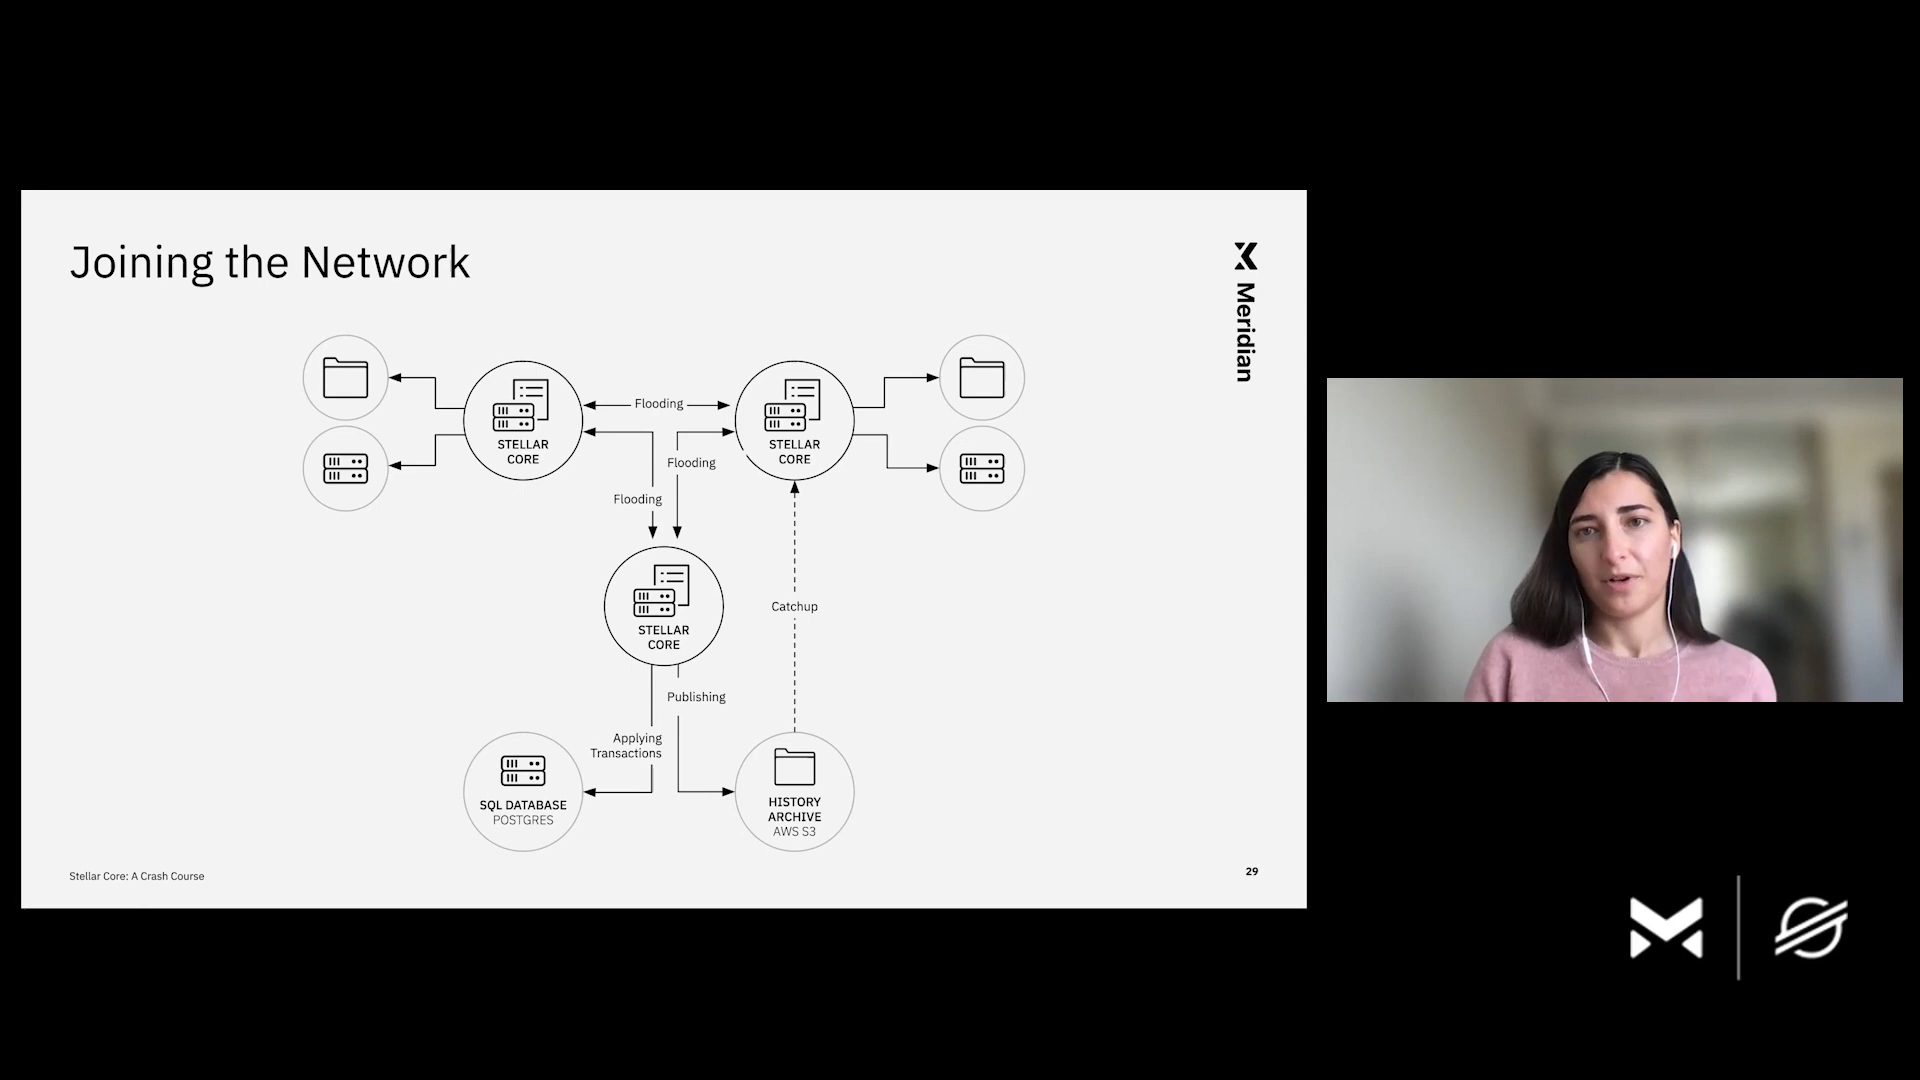 Joining the Network
Meridian
STELLAR
CORE
Flooding
STELLAR
CORE
Flooding
Flooding
STELLAR
CORE
Catchup
Publishing
Applying
Transactions
SQL DATABASE
POSTGRES
HISTORY
ARCHIVE
AWS S3
Stellar Core: A Crash Course
29